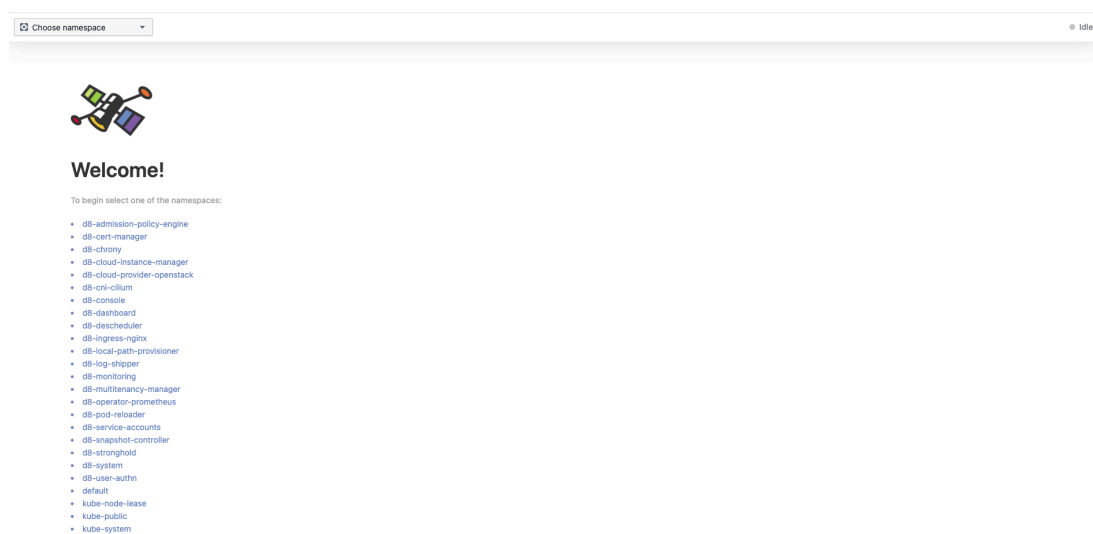 Choose namespace
Idle
Welcome!
To begin select one of the namespaces:
d8-admission-policy-engine
d8-cert-manager
d8-chrony
d8-cloud-instance-manager
d8-cloud-provider-openstack
d8-cni-cilium
d8-console
d8-dashboard
d8-descheduler
d8-ingress-nginx
d8-local-path-provisioner
d8-log-shipper
d8-monitoring
d8-multitenancy-manager
d8-operator-prometheus
d8-pod-reloader
d8-service-accounts
d8-snapshot-controller
d8-stronghold
d8-system
d8-user-authn
default
kube-node-lease
kube-public
kube-system